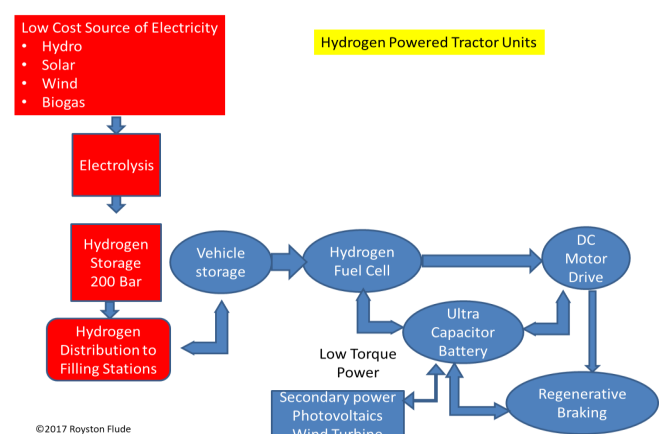 Low Cost Source of Electricity
• Hydro
• Solar
• Wind
• Biogas
Hydrogen Powered Tractor Units
Electrolysis
Hydrogen
Storage
200 Bar
Vehicle
storage
Hydrogen
Fuel Cell
DC
Motor
Drive
Ultra
Capacitor
Battery
Hydrogen
Distribution to
Filling Stations
Low Torque
Power
Secondary power
Photovoltaics
Wind Turbine
Regenerative
Braking
©2017 Royston Flude